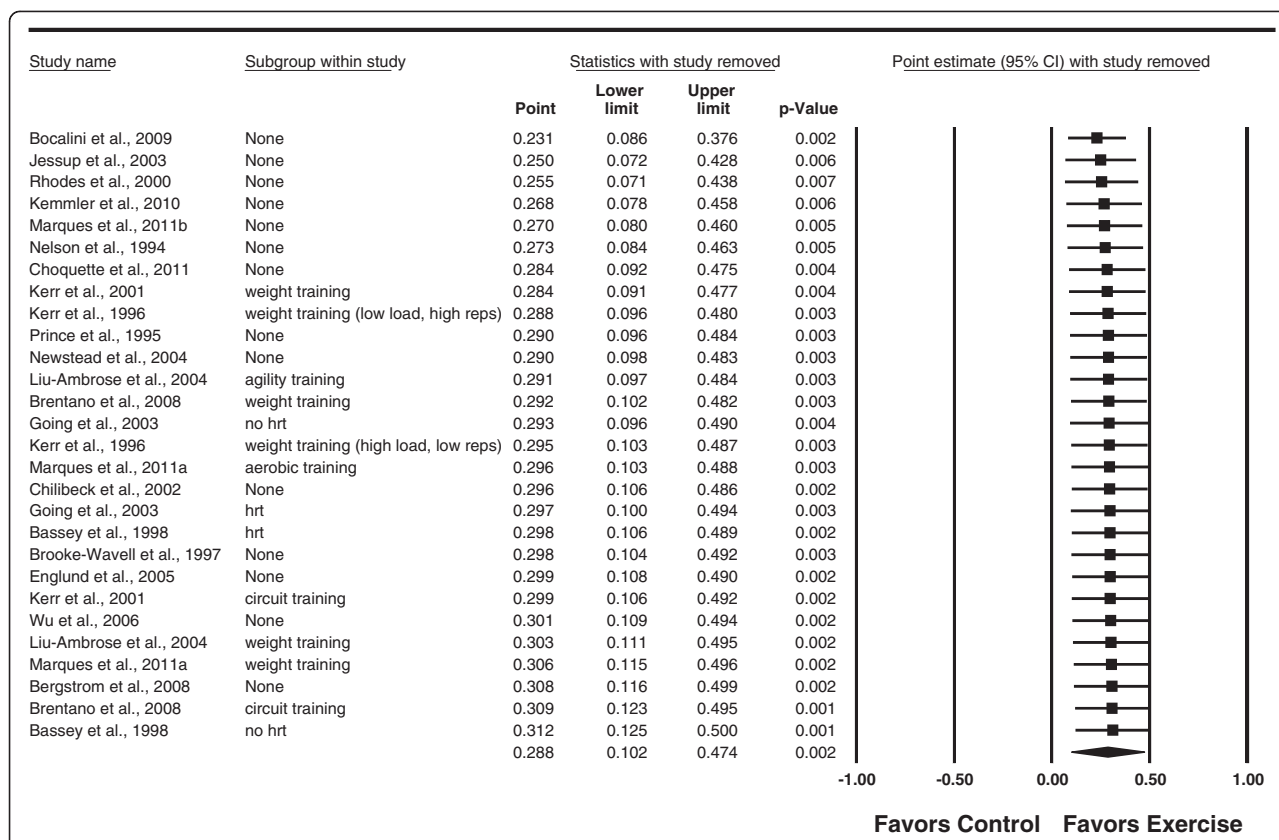 Study name Subgroup within study Statistics with study removed Point estimate (95% CI) with study removed
Lower Upper
Point limit limit p-Value
Bocalini et al., 2009 None 0.231 0.086 0.376 0.002
Jessup et al., 2003 None 0.250 0.072 0.428 0.006
Rhodes et al., 2000 None 0.255 0.071 0.438 0.007
Kemmler et al., 2010 None 0.268 0.078 0.458 0.006
Marques et al., 2011b None 0.270 0.080 0.460 0.005
Nelson et al., 1994 None 0.273 0.084 0.463 0.005
Choquette et al., 2011 None 0.284 0.092 0.475 0.004
Kerr et al., 2001 weight training 0.284 0.091 0.477 0.004
Kerr et al., 1996 weight training (low load, high reps) 0.288 0.096 0.480 0.003
Prince et al., 1995 None 0.290 0.096 0.484 0.003
Newstead et al., 2004 None 0.290 0.098 0.483 0.003
Liu-Ambrose et al., 2004 agility training 0.291 0.097 0.484 0.003
Brentano et al., 2008 weight training 0.292 0.102 0.482 0.003
Going et al., 2003 no hrt 0.293 0.096 0.490 0.004
Kerr et al., 1996 weight training (high load, low reps) 0.295 0.103 0.487 0.003
Marques et al., 2011a aerobic training 0.296 0.103 0.488 0.003
Chilibeck et al., 2002 None 0.296 0.106 0.486 0.002
Going et al., 2003 hrt 0.297 0.100 0.494 0.003
Bassey et al., 1998 hrt 0.298 0.106 0.489 0.002
Brooke-Wavell et al., 1997 None 0.298 0.104 0.492 0.003
Englund et al., 2005 None 0.299 0.108 0.490 0.002
Kerr et al., 2001 circuit training 0.299 0.106 0.492 0.002
Wu et al., 2006 None 0.301 0.109 0.494 0.002
Liu-Ambrose et al., 2004 weight training 0.303 0.111 0.495 0.002
Marques et al., 2011a weight training 0.306 0.115 0.496 0.002
Bergstrom et al., 2008 None 0.308 0.116 0.499 0.002
Brentano et al., 2008 circuit training 0.309 0.123 0.495 0.001
Bassey et al., 1998 no hrt 0.312 0.125 0.500 0.001
0.288 0.102 0.474 0.002
-1.00 -0.50 0.00 0.50 1.00
Favors Control Favors Exercise